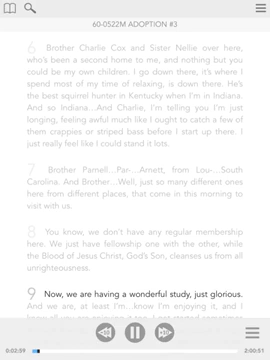 60-0522M ADOPTION #3
6 Brother Charlie Cox and Sister Nellie over here,
who's been a second home to me, and nothing but you
could be my own children. I go down there, it's where I
spend most of my time of relaxing, is down there. He's
the best squirrel hunter in Kentucky when I'm in Indiana.
And so Indiana…And Charlie, I'm telling you I'm just
longing, feeling awful much like I ought to catch a few of
them crappies or striped bass before I start up there. I
just really feel like I could stand it lots.
7 Brother Parnell…Par-…Arnett, from Lou-…South
Carolina. And Brother…Well, just so many different ones
here from different places, that come in this morning to
visit with us.
8 You know, we don't have any regular membership
here. We just have fellowship one with the other, while
the Blood of Jesus Christ, God's Son, cleanses us from all
unrighteousness.
9 Now, we are having a wonderful study, just glorious.
And we are, at least I'm…know I'm enjoying it, and I
0:02:59
2:00:51